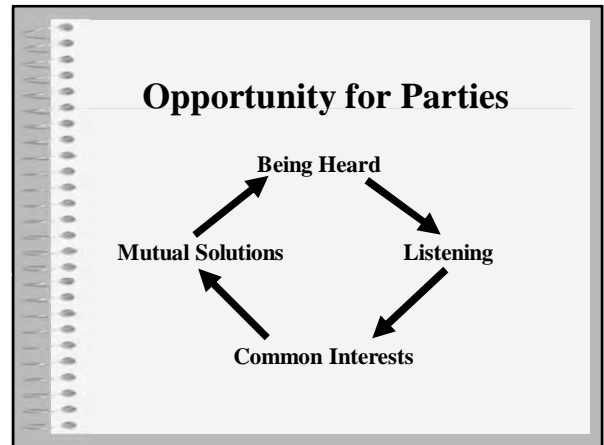 Opportunity for Parties
Being Heard
Mutual Solutions
Listening
Common Interests